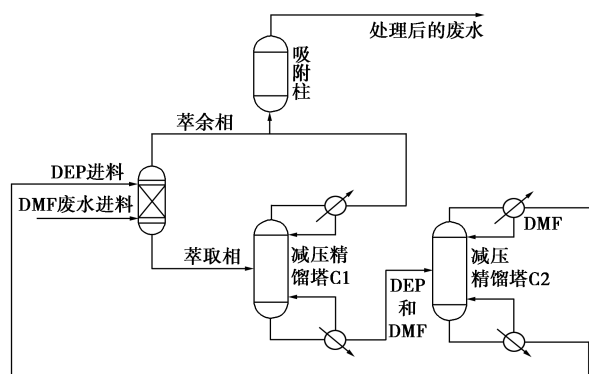 处理后的废水
吸附柱
萃余相
DEP进料
DMF废水进料
萃取相
减压精
馏塔C1
DEP
和
DMF
DMF
减压
精馏塔C2